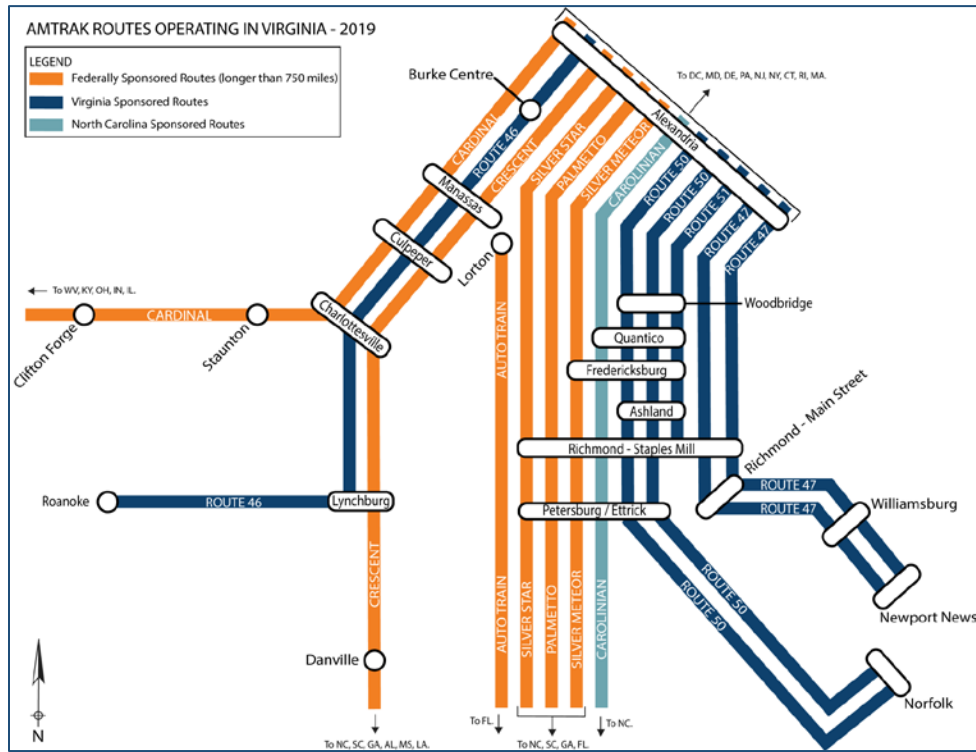 AMTRAK ROUTES OPERATING IN VIRGINIA - 2019
LEGEND
Federally Sponsored Routes (longer than 750 miles)
Virginia Sponsored Routes
North Carolina Sponsored Routes
Burke Centre
To DC, MD, DE, PA, NJ, NY, CT, RI, MA.
Alexandria
CARDINAL
ROUTE 46
CRESCENT
SILVER STAR
PALMETTO
SILVER METEOR
CAROLINIAN
ROUTE 50
ROUTE 50
ROUTE 51
ROUTE 47
ROUTE 47
Manassas
Culpeper
Lorton
To WV, KY, OH, IN, IL.
CARDINAL
Clifton Forge
Staunton
Charlottesville
AUTO TRAIN
Woodbridge
Quantico
Fredericksburg
Ashland
Richmond - Staples Mill
Richmond - Main Street
Roanoke
ROUTE 46
Lynchburg
Petersburg / Ettrick
ROUTE 47
ROUTE 47
Williamsburg
Newport News
CRESCENT
AUTO TRAIN
SILVER STAR
PALMETTO
SILVER METEOR
CAROLINIAN
ROUTE 50
ROUTE 50
Danville
Norfolk
N
To NC, SC, GA, AL, MS, LA.
To FL.
To NC, SC, GA, FL.
To NC.